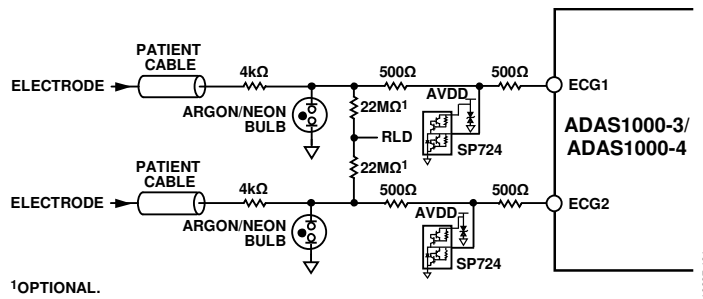 PATIENT
CABLE
ELECTRODE
4kΩ
500Ω
500Ω
ECG1
ARGON/NEON
BULB
22MΩ¹
AVDD
SP724
RLD
ADAS1000-3/
ADAS1000-4
22MΩ¹
PATIENT
CABLE
ELECTRODE
4kΩ
500Ω
500Ω
ECG2
ARGON/NEON
BULB
AVDD
SP724
¹OPTIONAL.